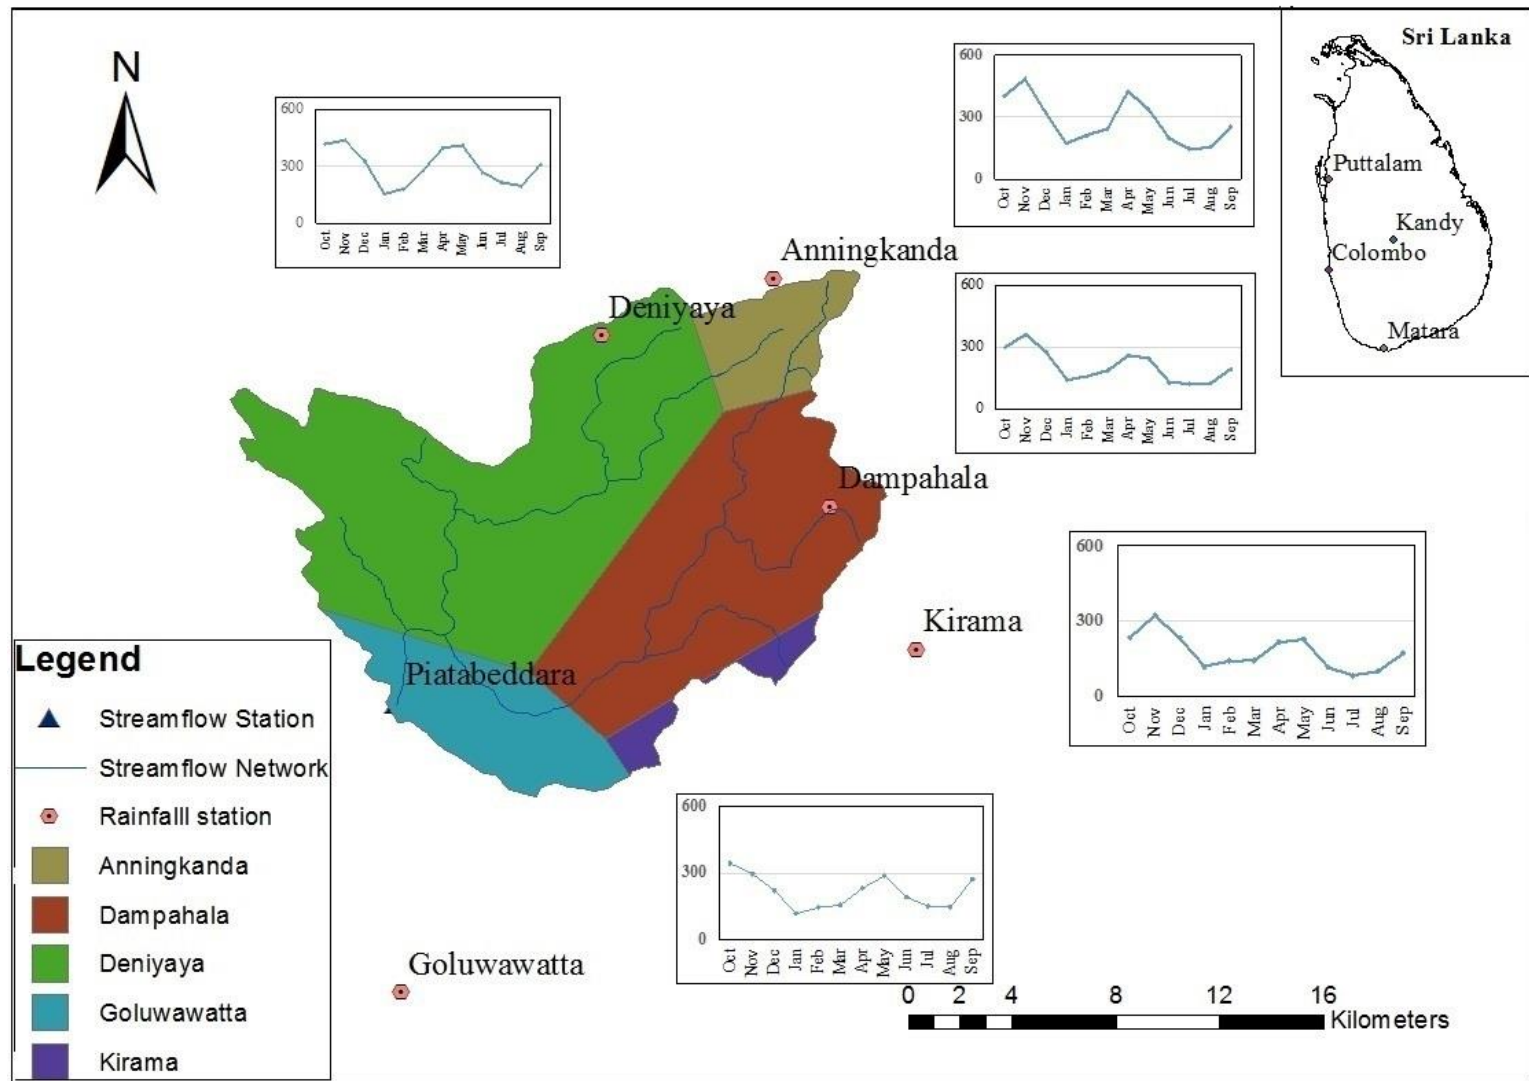 N
Sri Lanka
Puttalam
Kandy
Colombo
Matara
600
300
0
Oct
Nov
Dec
Jan
Feb
Mar
Apr
May
Jun
Jul
Aug
Sep
600
300
0
Oct
Nov
Dec
Jan
Feb
Mar
Apr
May
Jun
Jul
Aug
Sep
Anningkanda
Deniyaya
600
300
0
Oct
Nov
Dec
Jan
Feb
Mar
Apr
May
Jun
Jul
Aug
Sep
Dampahala
Kirama
600
300
0
Oct
Nov
Dec
Jan
Feb
Mar
Apr
May
Jun
Jul
Aug
Sep
Piatabeddara
Goluwawatta
600
300
0
Oct
Nov
Dec
Jan
Feb
Mar
Apr
May
Jun
Jul
Aug
Sep
Legend
Streamflow Station
Streamflow Network
Rainfalll station
Anningkanda
Dampahala
Deniyaya
Goluwawatta
Kirama
0 2 4 8 12 16
Kilometers